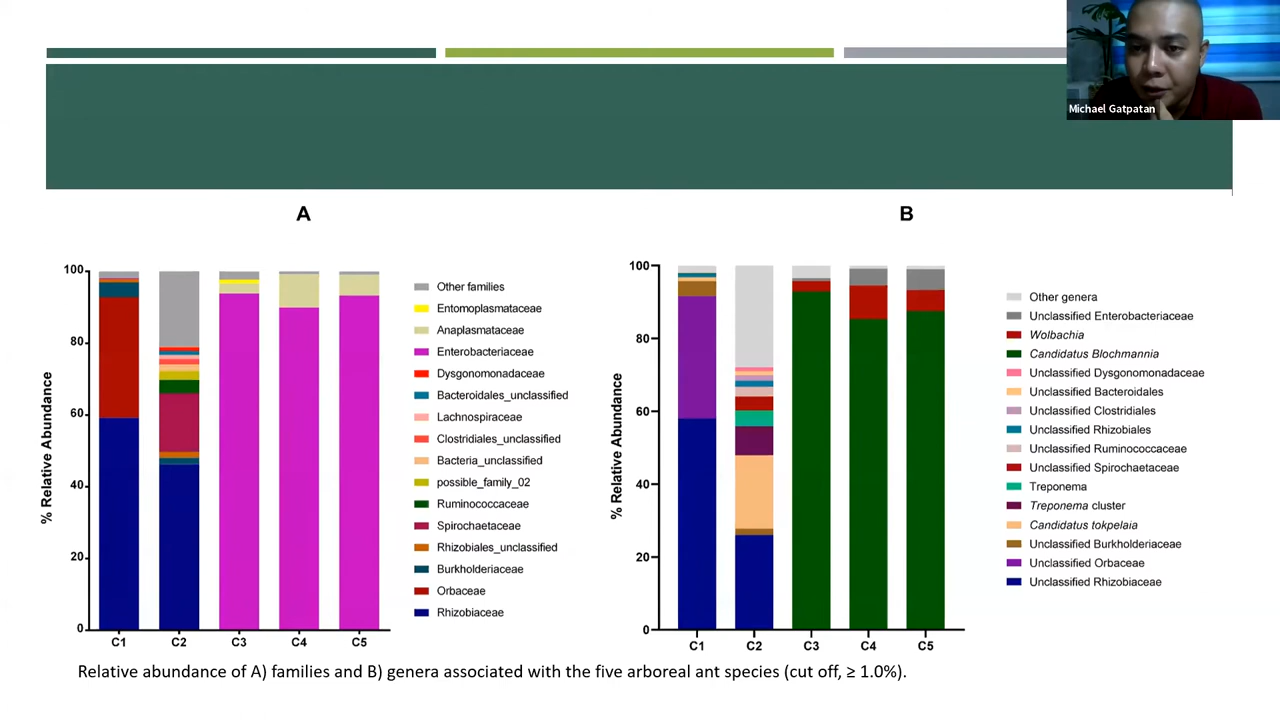 Michael Gatpatan
A
B
% Relative Abundance
100
80
60
40
20
0
C1 C2 C3 C4 C5
Other families
Entomoplasmataceae
Anaplasmataceae
Enterobacteriaceae
Dysgonomonadaceae
Bacteroidales_unclassified
Lachnospiraceae
Clostridiales_unclassified
Bacteria_unclassified
possible_family_02
Ruminococcaceae
Spirochaetaceae
Rhizobiales_unclassified
Burkholderiaceae
Orbaceae
Rhizobiaceae
% Relative Abundance
100
80
60
40
20
0
C1 C2 C3 C4 C5
Other genera
Unclassified Enterobacteriaceae
Wolbachia
Candidatus Blochmannia
Unclassified Dysgonomonadaceae
Unclassified Bacteroidales
Unclassified Clostridiales
Unclassified Rhizobiales
Unclassified Ruminococcaceae
Unclassified Spirochaetaceae
Treponema
Treponema cluster
Candidatus tokpelaia
Unclassified Burkholderiaceae
Unclassified Orbaceae
Unclassified Rhizobiaceae
Relative abundance of A) families and B) genera associated with the five arboreal ant species (cut off, ≥ 1.0%).